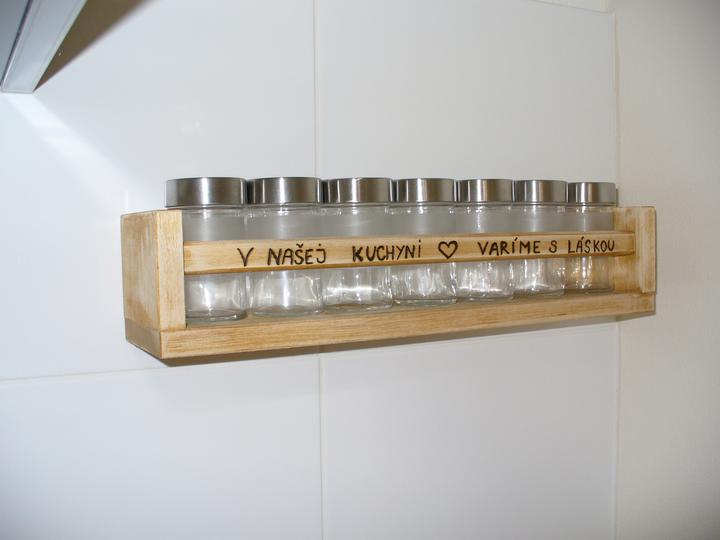 V NAŠEJ KUCHYNI ♡ VARÍME S LÁSKOU